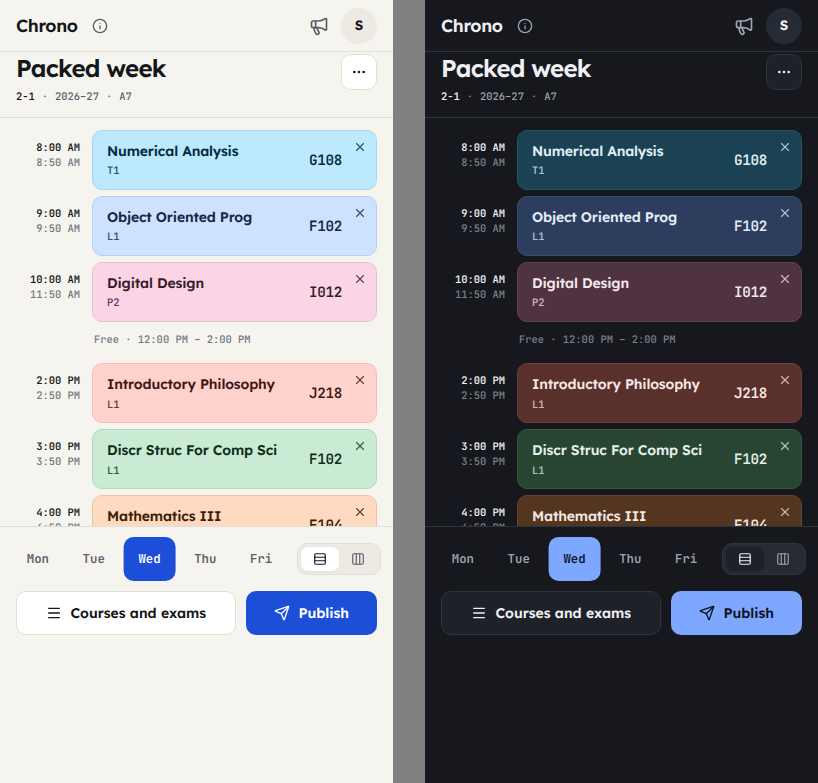 Chrono
S
Packed week
2-1 · 2026-27 · A7
8:00 AM
8:50 AM
Numerical Analysis
T1
G108
9:00 AM
9:50 AM
Object Oriented Prog
L1
F102
10:00 AM
11:50 AM
Digital Design
P2
I012
Free · 12:00 PM – 2:00 PM
2:00 PM
2:50 PM
Introductory Philosophy
L1
J218
3:00 PM
3:50 PM
Discr Struc For Comp Sci
L1
F102
4:00 PM
4:50 PM
Mathematics III
F104
Mon Tue Wed Thu Fri
Courses and exams
Publish
Chrono
S
Packed week
2-1 · 2026-27 · A7
8:00 AM
8:50 AM
Numerical Analysis
T1
G108
9:00 AM
9:50 AM
Object Oriented Prog
L1
F102
10:00 AM
11:50 AM
Digital Design
P2
I012
Free · 12:00 PM – 2:00 PM
2:00 PM
2:50 PM
Introductory Philosophy
L1
J218
3:00 PM
3:50 PM
Discr Struc For Comp Sci
L1
F102
4:00 PM
4:50 PM
Mathematics III
F104
Mon Tue Wed Thu Fri
Courses and exams
Publish